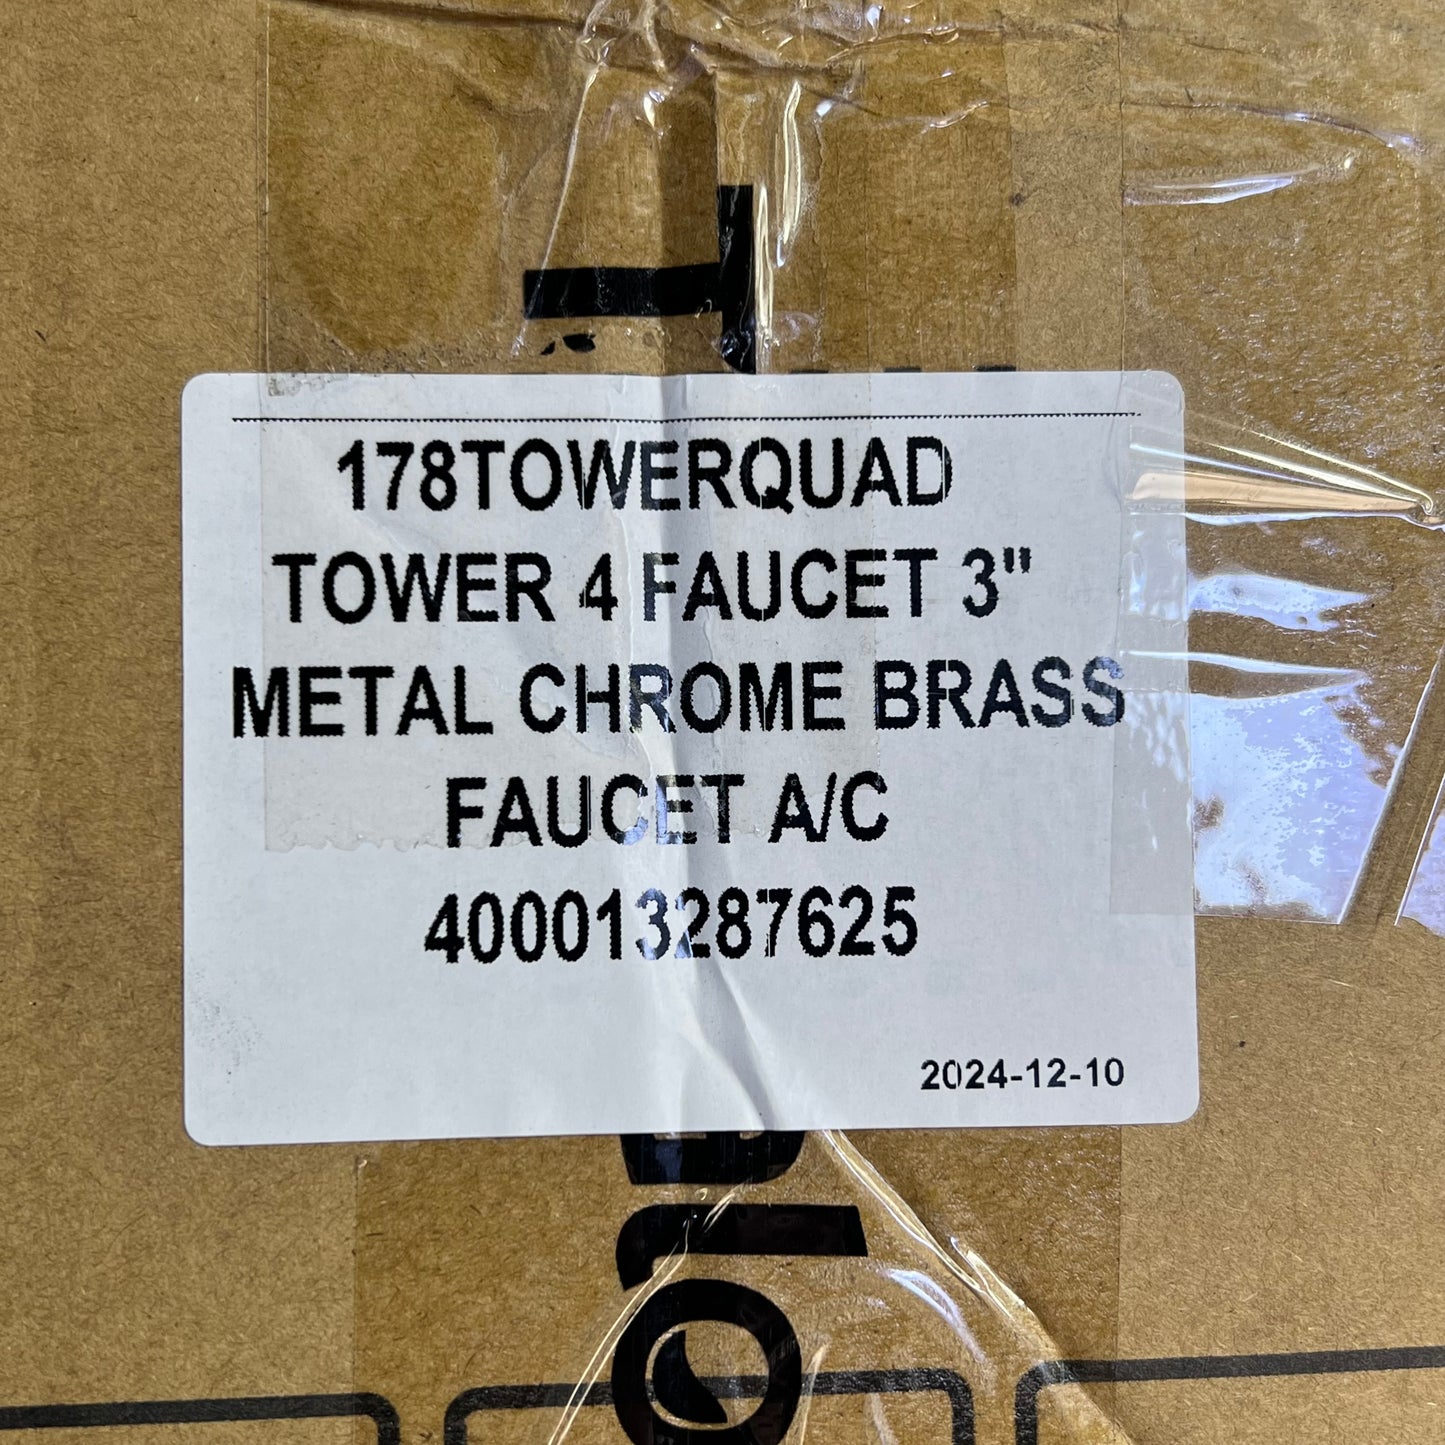 178TOWERQUAD
TOWER 4 FAUCET 3"
METAL CHROME BRASS
FAUCET A/C
400013287625
2024-12-10